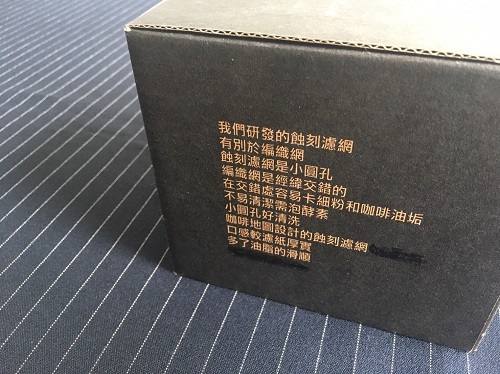 我們研發的蝕刻濾網
有別於編織網
蝕刻濾網是小圓孔
編織網是經緯交錯的
在交錯處容易卡細粉和咖啡油垢
不易清潔需泡酵素
小圓孔好清洗
咖啡地圖設計的蝕刻濾網
口感較濾紙厚實
多了油脂的滑順